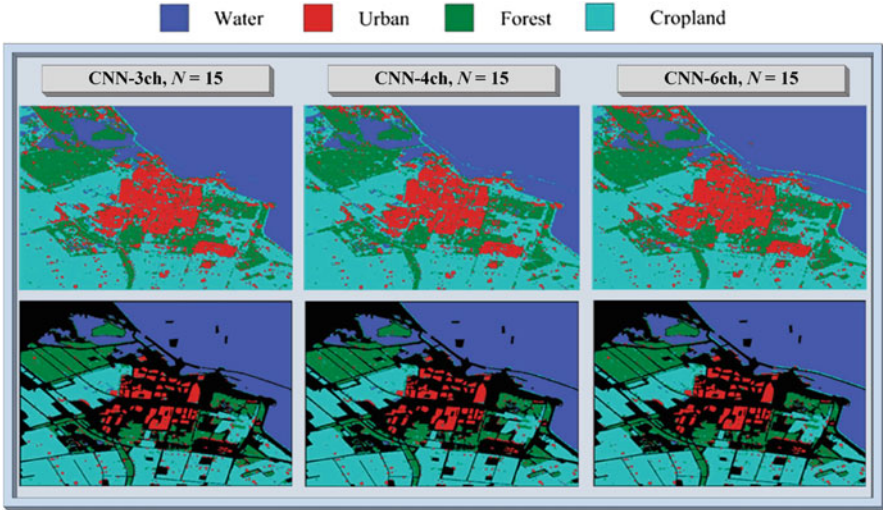 Water Urban Forest Cropland
CNN-3ch, N = 15 CNN-4ch, N = 15 CNN-6ch, N = 15